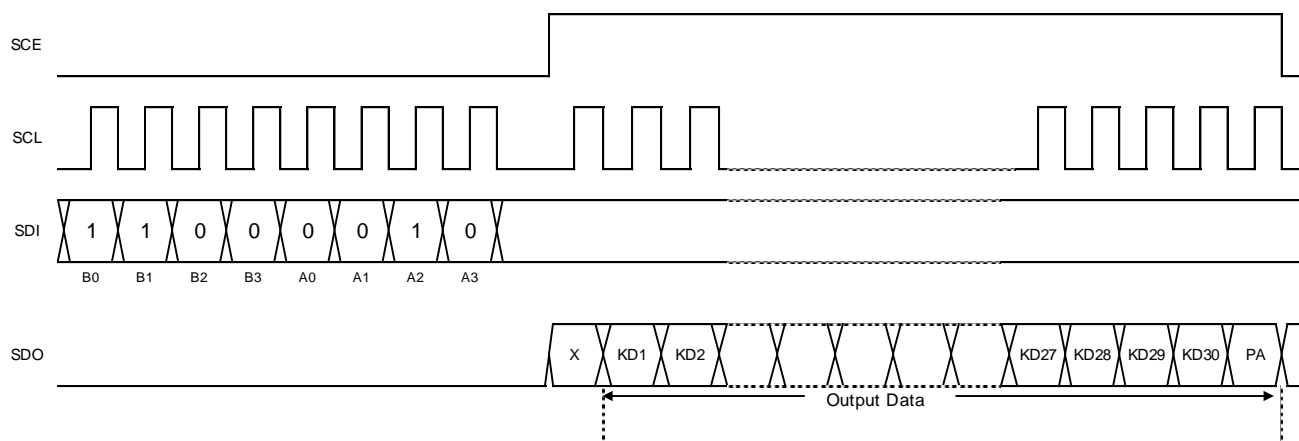 SCE
SCL
SDI
1 1 0 0 0 0 1 0
B0 B1 B2 B3 A0 A1 A2 A3
SDO
X KD1 KD2 KD27 KD28 KD29 KD30 PA
Output Data